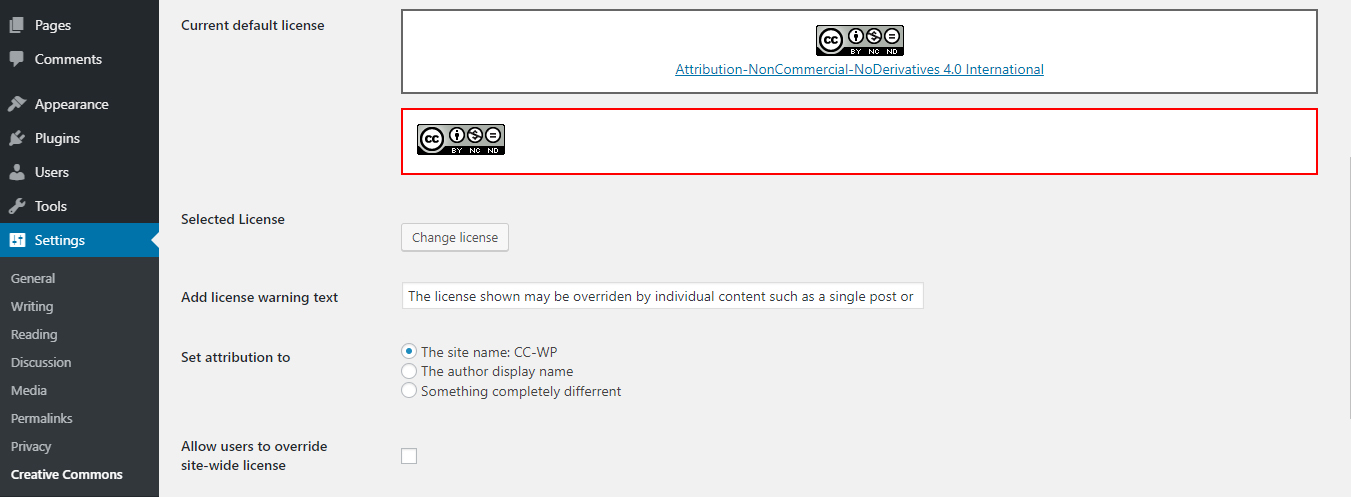 Pages
Comments
Appearance
Plugins
Users
Tools
Settings
General
Writing
Reading
Discussion
Media
Permalinks
Privacy
Creative Commons
Current default license
CC BY NC ND
Attribution-NonCommercial-NoDerivatives 4.0 International
CC BY NC ND
Selected License
Change license
Add license warning text
The license shown may be overriden by individual content such as a single post or
Set attribution to
The site name: CC-WP
The author display name
Something completely differrent
Allow users to override
site-wide license